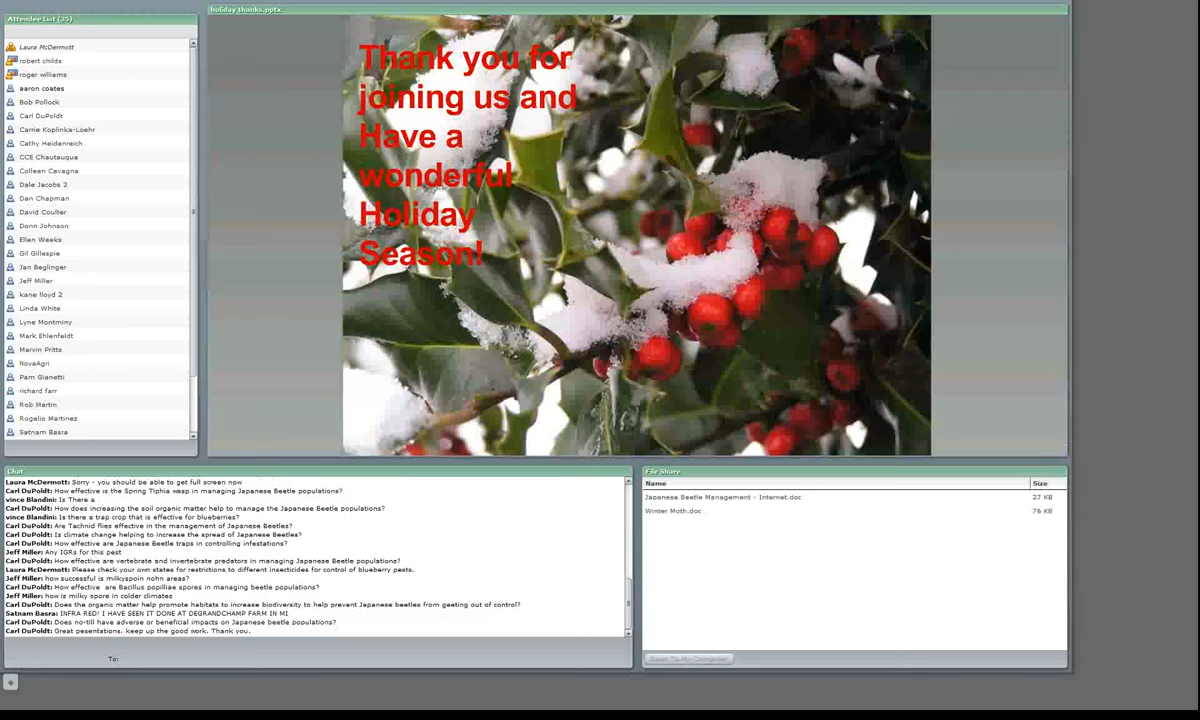 Attendee List (35)
Laura McDermott
robert childs
roger williams
aaron coates
Bob Pollock
Carl DuPoldt
Carrie Koplinka-Loehr
Cathy Heidenreich
CCE Chautauqua
Colleen Cavagna
Dale Jacobs 2
Dan Chapman
David Coulter
Donn Johnson
Ellen Weeks
Gil Gillespie
Jan Beglinger
Jeff Miller
kane lloyd 2
Linda White
Lyne Montminy
Mark Ehlenfeldt
Marvin Pritts
NovaAgri
Pam Gianetti
richard farr
Rob Martin
Rogelio Martinez
Satnam Basra
holiday thanks.pptx
Thank you for
joining us and
Have a
wonderful
Holiday
Season!
Chat
Laura McDermott: Sorry - you should be able to get full screen now
Carl DuPoldt: How effective is the Spring Tiphia wasp in managing Japanese Beetle populations?
vince Blandini: Is There a
Carl DuPoldt: How does increasing the soil organic matter help to manage the Japanese Beetle populations?
vince Blandini: Is there a trap crop that is effective for blueberries?
Carl DuPoldt: Are Tachnid flies effective in the management of Japanese Beetles?
Carl DuPoldt: Is climate change helping to increase the spread of Japanese Beetles?
Carl DuPoldt: How effective are Japanese Beetle traps in controlling infestations?
Jeff Miller: Any IGRs for this pest
Carl DuPoldt: How effective are vertebrate and invertebrate predators in managing Japanese Beetle populations?
Laura McDermott: Please check your own states for restrictions to different insecticides for control of blueberry pests.
Jeff Miller: how successful is milkyspoin nohn areas?
Carl DuPoldt: How effective are Bacillus popilliae spores in managing beetle populations?
Jeff Miller: how is milky spore in colder climates
Carl DuPoldt: Does the organic matter help promote habitats to increase biodiversity to help prevent Japanese beetles from geeting out of control?
Satnam Basra: INFRA RED! I HAVE SEEN IT DONE AT DEGRANDCHAMP FARM IN MI
Carl DuPoldt: Does no-till have adverse or beneficial impacts on Japanese beetle populations?
Carl DuPoldt: Great pesentations. keep up the good work. Thank you.
To:
File Share
Name Size
Japanese Beetle Management - Internet.doc 27 KB
Winter Moth.doc 76 KB
Save To My Computer